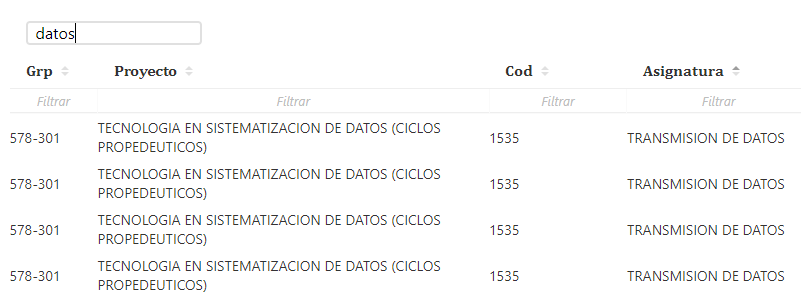 datos
Grp Proyecto Cod Asignatura
Filtrar Filtrar Filtrar Filtrar
578-301 TECNOLOGIA EN SISTEMATIZACION DE DATOS (CICLOS 1535 TRANSMISION DE DATOS
PROPEDEUTICOS)
578-301 TECNOLOGIA EN SISTEMATIZACION DE DATOS (CICLOS 1535 TRANSMISION DE DATOS
PROPEDEUTICOS)
578-301 TECNOLOGIA EN SISTEMATIZACION DE DATOS (CICLOS 1535 TRANSMISION DE DATOS
PROPEDEUTICOS)
578-301 TECNOLOGIA EN SISTEMATIZACION DE DATOS (CICLOS 1535 TRANSMISION DE DATOS
PROPEDEUTICOS)